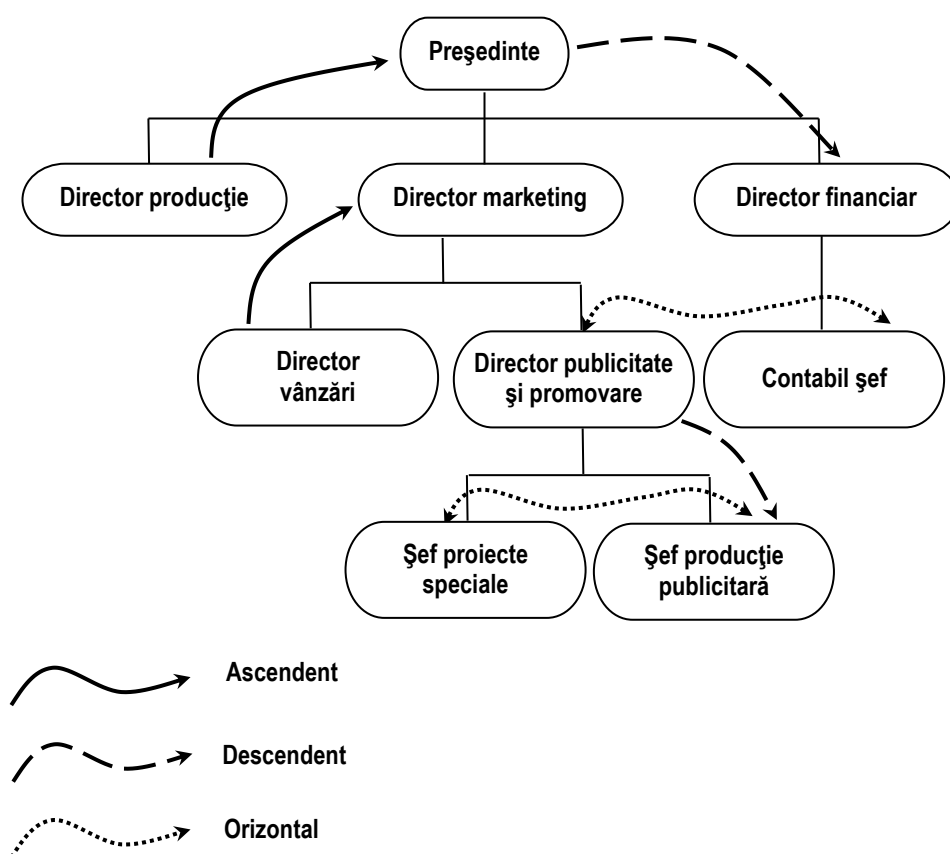 Preşedinte
Director producţie
Director marketing
Director financiar
Director
vânzări
Director publicitate
şi promovare
Contabil şef
Şef proiecte
speciale
Şef producţie
publicitară
Ascendent
Descendent
Orizontal